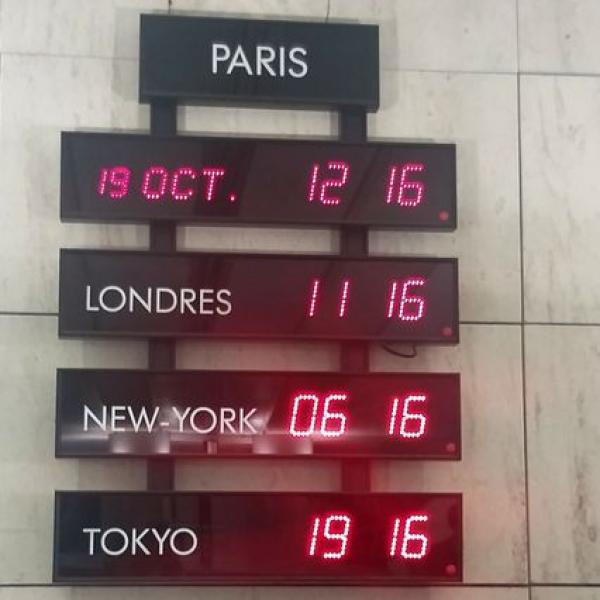 PARIS
19 OCT. 12 16
LONDRES 11 16
NEW-YORK 06 16
TOKYO 19 16